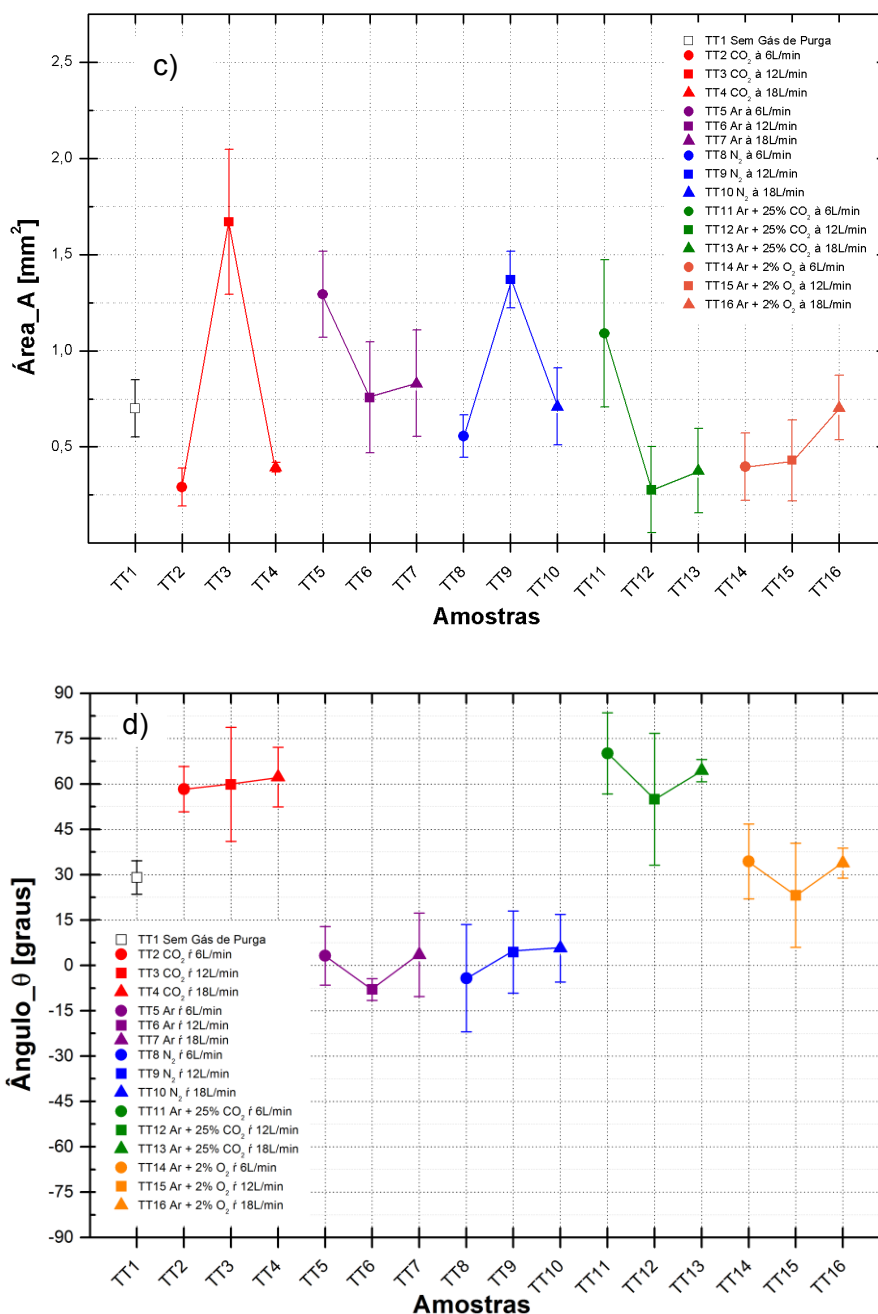 c)
2,5
2,0
1,5
1,0
0,5
Área_A [mm²]
TT1 Sem Gás de Purga
TT2 CO₂ à 6L/min
TT3 CO₂ à 12L/min
TT4 CO₂ à 18L/min
TT5 Ar à 6L/min
TT6 Ar à 12L/min
TT7 Ar à 18L/min
TT8 N₂ à 6L/min
TT9 N₂ à 12L/min
TT10 N₂ à 18L/min
TT11 Ar + 25% CO₂ à 6L/min
TT12 Ar + 25% CO₂ à 12L/min
TT13 Ar + 25% CO₂ à 18L/min
TT14 Ar + 2% O₂ à 6L/min
TT15 Ar + 2% O₂ à 12L/min
TT16 Ar + 2% O₂ à 18L/min
TT1 TT2 TT3 TT4 TT5 TT6 TT7 TT8 TT9 TT10 TT11 TT12 TT13 TT14 TT15 TT16
Amostras
d)
90
75
60
45
30
15
0
-15
-30
-45
-60
-75
-90
Ângulo_θ [graus]
TT1 Sem Gás de Purga
TT2 CO₂ ŕ 6L/min
TT3 CO₂ ŕ 12L/min
TT4 CO₂ ŕ 18L/min
TT5 Ar ŕ 6L/min
TT6 Ar ŕ 12L/min
TT7 Ar ŕ 18L/min
TT8 N₂ ŕ 6L/min
TT9 N₂ ŕ 12L/min
TT10 N₂ ŕ 18L/min
TT11 Ar + 25% CO₂ ŕ 6L/min
TT12 Ar + 25% CO₂ ŕ 12L/min
TT13 Ar + 25% CO₂ ŕ 18L/min
TT14 Ar + 2% O₂ ŕ 6L/min
TT15 Ar + 2% O₂ ŕ 12L/min
TT16 Ar + 2% O₂ ŕ 18L/min
TT1 TT2 TT3 TT4 TT5 TT6 TT7 TT8 TT9 TT10 TT11 TT12 TT13 TT14 TT15 TT16
Amostras